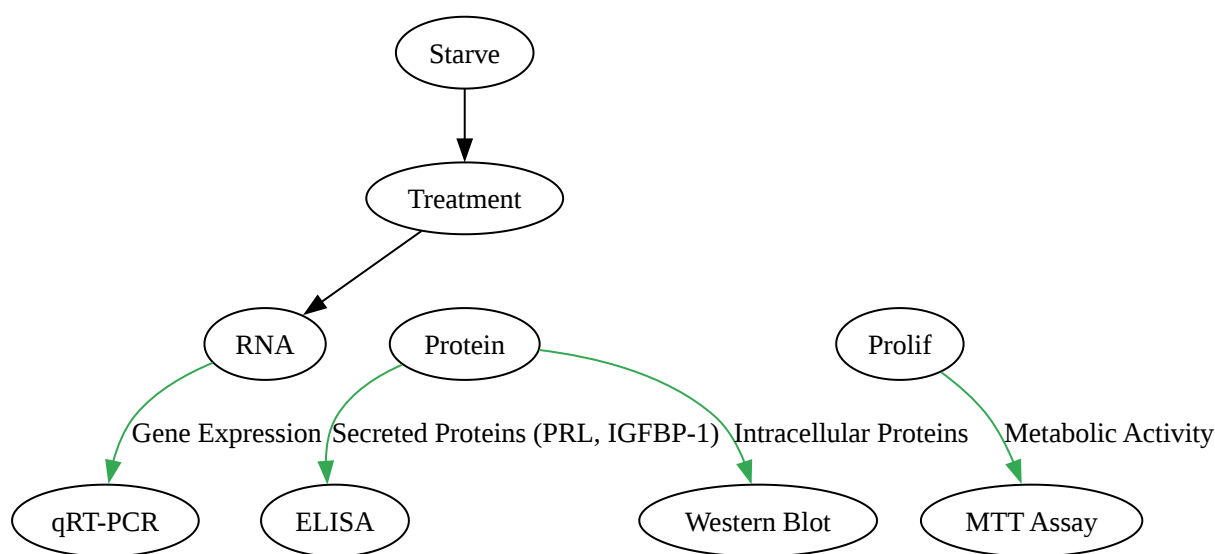 Starve
Treatment
RNA
Protein
Prolif
Gene Expression
Secreted Proteins (PRL, IGFBP-1)
Intracellular Proteins
Metabolic Activity
qRT-PCR
ELISA
Western Blot
MTT Assay